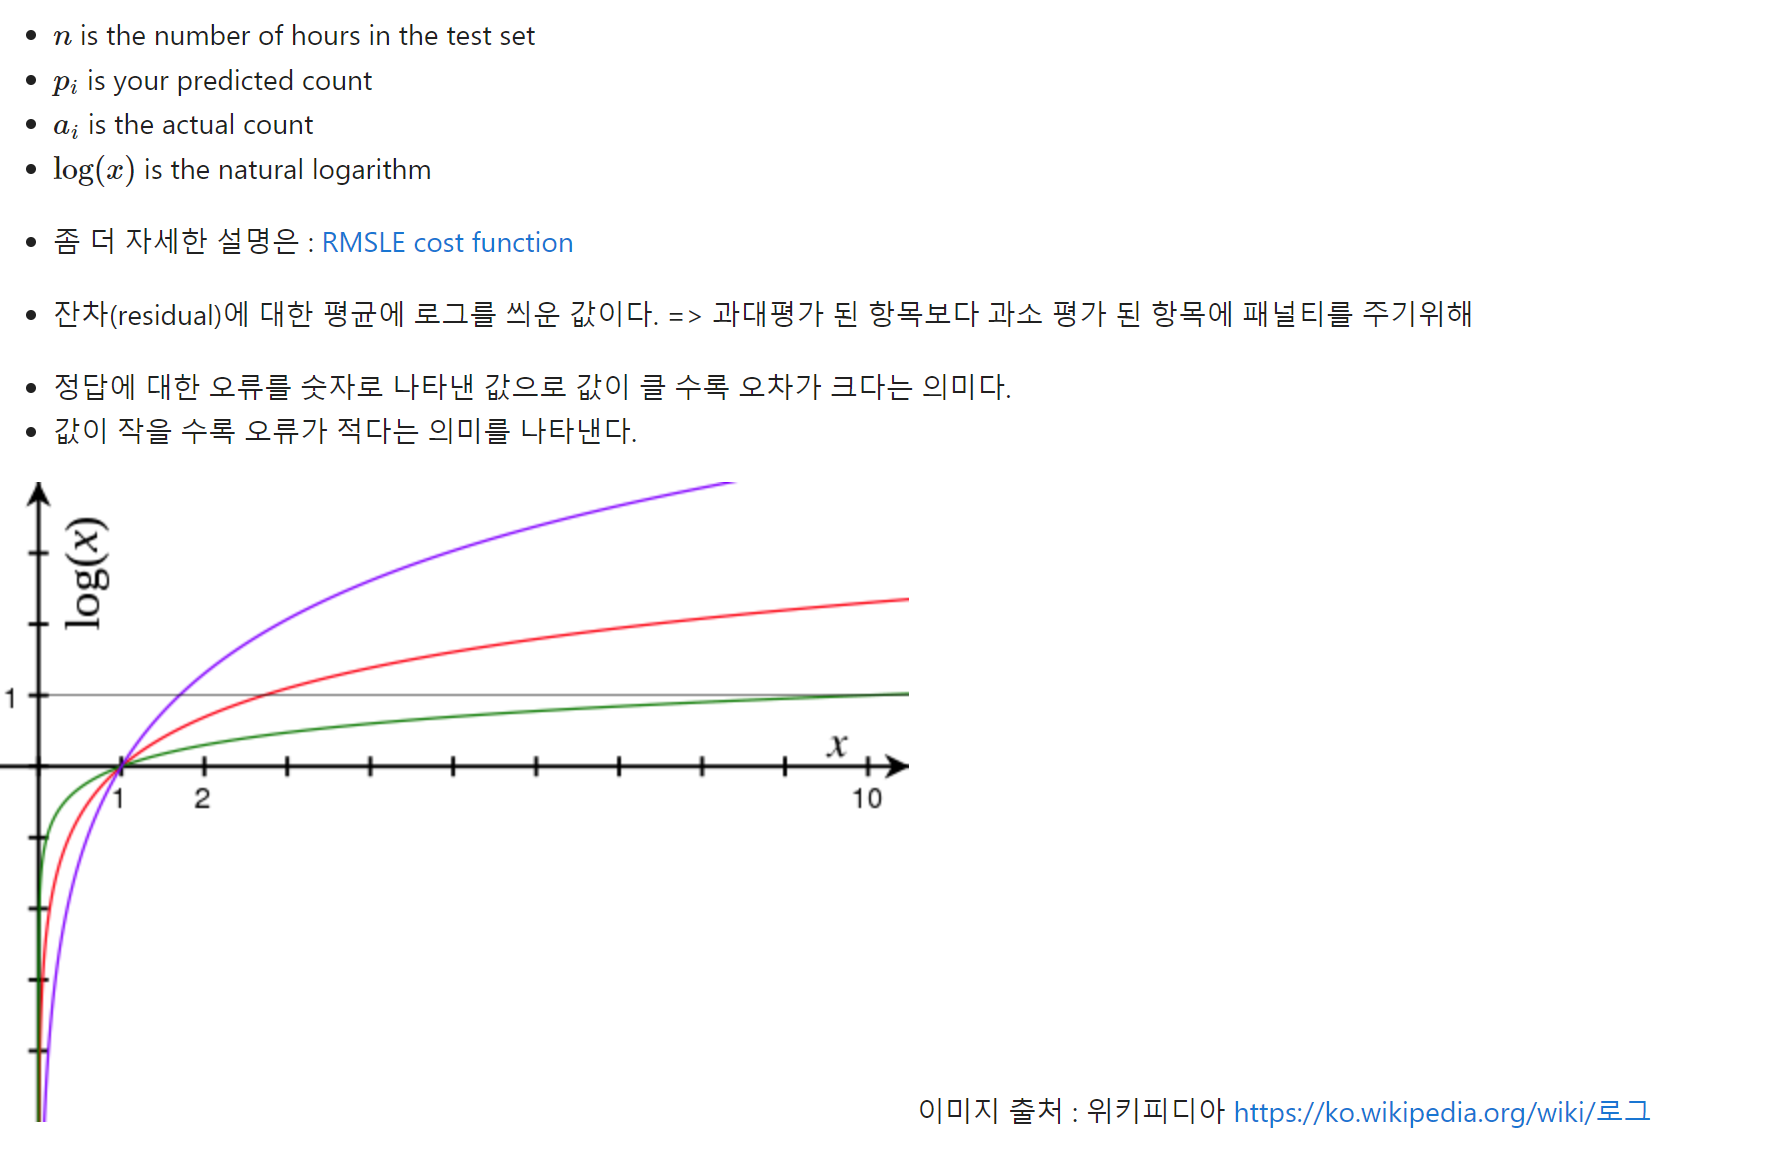 n is the number of hours in the test set
p_i is your predicted count
a_i is the actual count
log(x) is the natural logarithm
좀 더 자세한 설명은 : RMSLE cost function
잔차(residual)에 대한 평균에 로그를 씌운 값이다. => 과대평가 된 항목보다 과소 평가 된 항목에 패널티를 주기위해
정답에 대한 오류를 숫자로 나타낸 값으로 값이 클 수록 오차가 크다는 의미다.
값이 작을 수록 오류가 적다는 의미를 나타낸다.
log(x)
1
x
1 2 10
이미지 출처 : 위키피디아 https://ko.wikipedia.org/wiki/로그